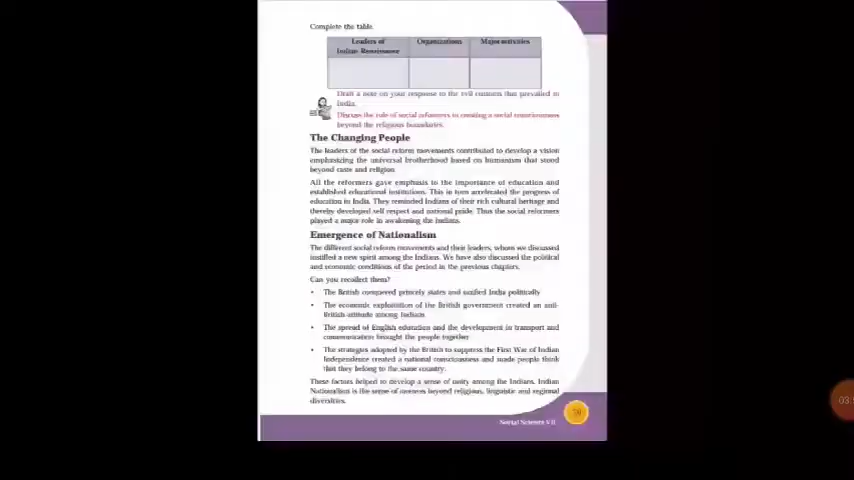 Complete the table.
Leaders of Organizations Major activities
Indian Renaissance
Draft a note on your response to the evil customs that prevailed in
India.
Discuss the role of social reformers in creating a social consciousness
beyond the religious boundaries.
The Changing People
The leaders of the social reform movements contributed to develop a vision
emphasizing the universal brotherhood based on humanism that stood
beyond caste and religion.
All the reformers gave emphasis to the importance of education and
established educational institutions. This in turn accelerated the progress of
education in India. They reminded Indians of their rich cultural heritage and
thereby developed self respect and national pride. Thus the social reformers
played a major role in awakening the Indians.
Emergence of Nationalism
The different social reform movements and their leaders, whom we discussed
instilled a new spirit among the Indians. We have also discussed the political
and economic conditions of the period in the previous chapters.
Can you recollect them?
• The British conquered princely states and unified India politically
• The economic exploitation of the British government created an anti-
British attitude among Indians
• The spread of English education and the development in transport and
communication brought the people together
• The strategies adopted by the British to suppress the First War of Indian
Independence created a national consciousness and made people think
that they belong to the same country.
These factors helped to develop a sense of unity among the Indians. Indian
Nationalism is the sense of oneness beyond religious, linguistic and regional
diversities.
Social Science VII